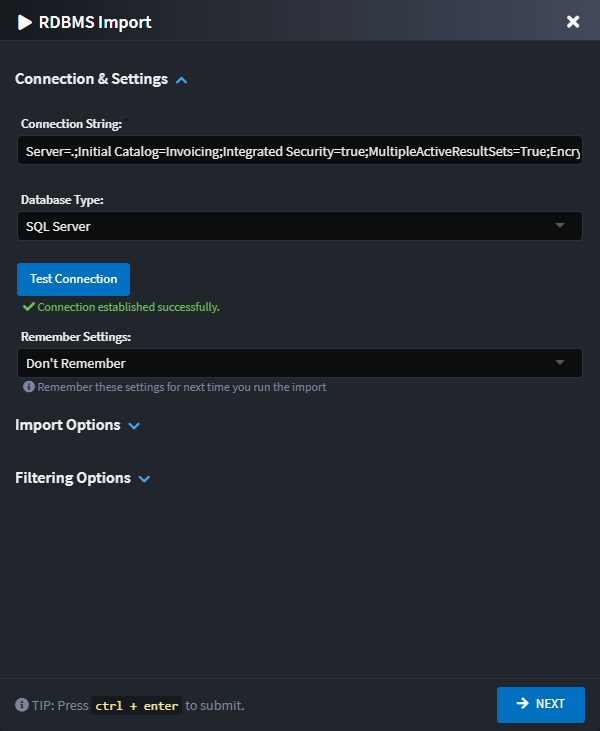 RDBMS Import
Connection & Settings
Connection String:
Server=.;Initial Catalog=Invoicing;Integrated Security=true;MultipleActiveResultSets=True;Encry
Database Type:
SQL Server
Test Connection
Connection established successfully.
Remember Settings:
Don't Remember
Remember these settings for next time you run the import
Import Options
Filtering Options
TIP: Press ctrl + enter to submit.
NEXT